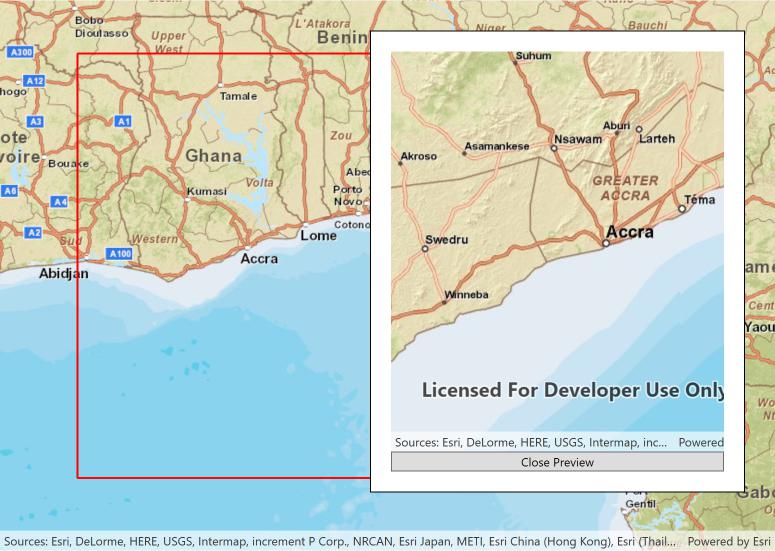 Bobo
Dioulasso
Upper
West
L'Atakora
Benin
Niger
Bauchi
A300
A12
hogo
A3
A1
Tamale
ote
voire
Bouake
Ghana
Zou
A6
A4
Kumasi
Volta
Abec
Porto
Novo
Cotono
A2
Sud
Western
A100
Lome
Accra
Abidjan
Suhum
Aburi
Nsawam
Larteh
Asamankese
Akroso
GREATER
ACCRA
Téma
Accra
Swedru
Winneba
Licensed For Developer Use Only
Sources: Esri, DeLorme, HERE, USGS, Intermap, inc... Powered
Close Preview
ame
Cent
Yaou
Gentil
Gabo
Sources: Esri, DeLorme, HERE, USGS, Intermap, increment P Corp., NRCAN, Esri Japan, METI, Esri China (Hong Kong), Esri (Thail... Powered by Esri